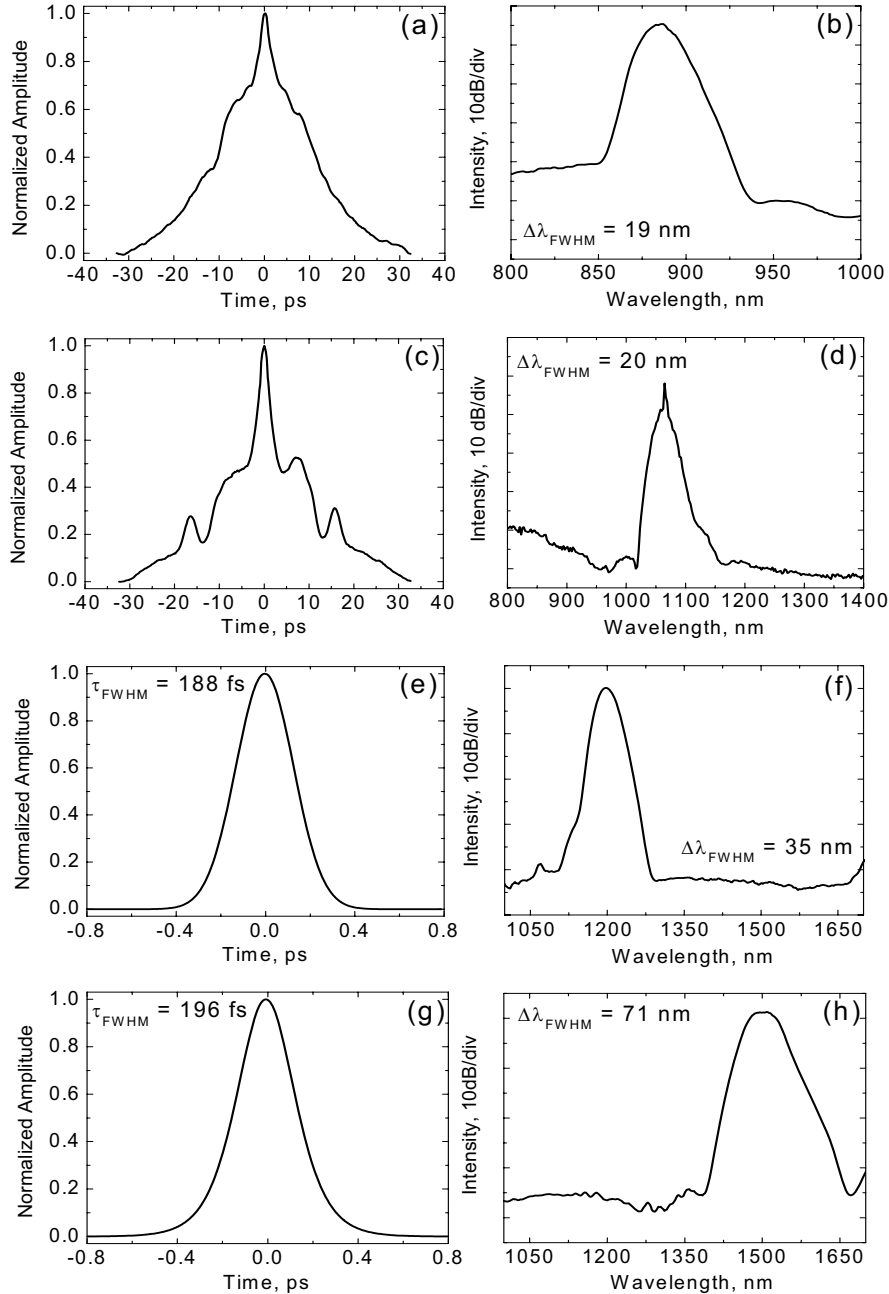 (a)
Normalized Amplitude
1.0
0.8
0.6
0.4
0.2
0.0
-40 -30 -20 -10 0 10 20 30 40
Time, ps
(b)
Intensity, 10dB/div
Δλ_FWHM = 19 nm
800 850 900 950 1000
Wavelength, nm
(c)
Normalized Amplitude
1.0
0.8
0.6
0.4
0.2
0.0
-40 -30 -20 -10 0 10 20 30 40
Time, ps
(d)
Intensity, 10 dB/div
Δλ_FWHM = 20 nm
800 900 1000 1100 1200 1300 1400
Wavelength, nm
(e)
τ_FWHM = 188 fs
Normalized Amplitude
1.0
0.8
0.6
0.4
0.2
0.0
-0.8 -0.4 0.0 0.4 0.8
Time, ps
(f)
Intensity, 10dB/div
Δλ_FWHM = 35 nm
1050 1200 1350 1500 1650
Wavelength, nm
(g)
τ_FWHM = 196 fs
Normalized Amplitude
1.0
0.8
0.6
0.4
0.2
0.0
-0.8 -0.4 0.0 0.4 0.8
Time, ps
(h)
Δλ_FWHM = 71 nm
Intensity, 10dB/div
1050 1200 1350 1500 1650
Wavelength, nm